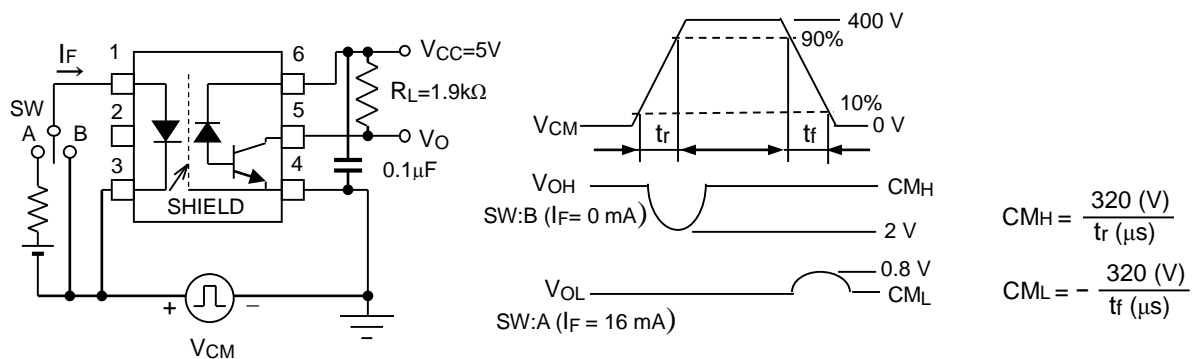 IF
1
2
3
SW
A
B
SHIELD
6
5
4
VCC=5V
RL=1.9kΩ
VO
0.1μF
+
−
VCM
400 V
90%
10%
VCM
0 V
tr
tf
VOH
CMH
SW:B (IF= 0 mA)
2 V
0.8 V
VOL
CML
SW:A (IF = 16 mA)
CMH = 320 (V) / tr (μs)
CML = − 320 (V) / tf (μs)